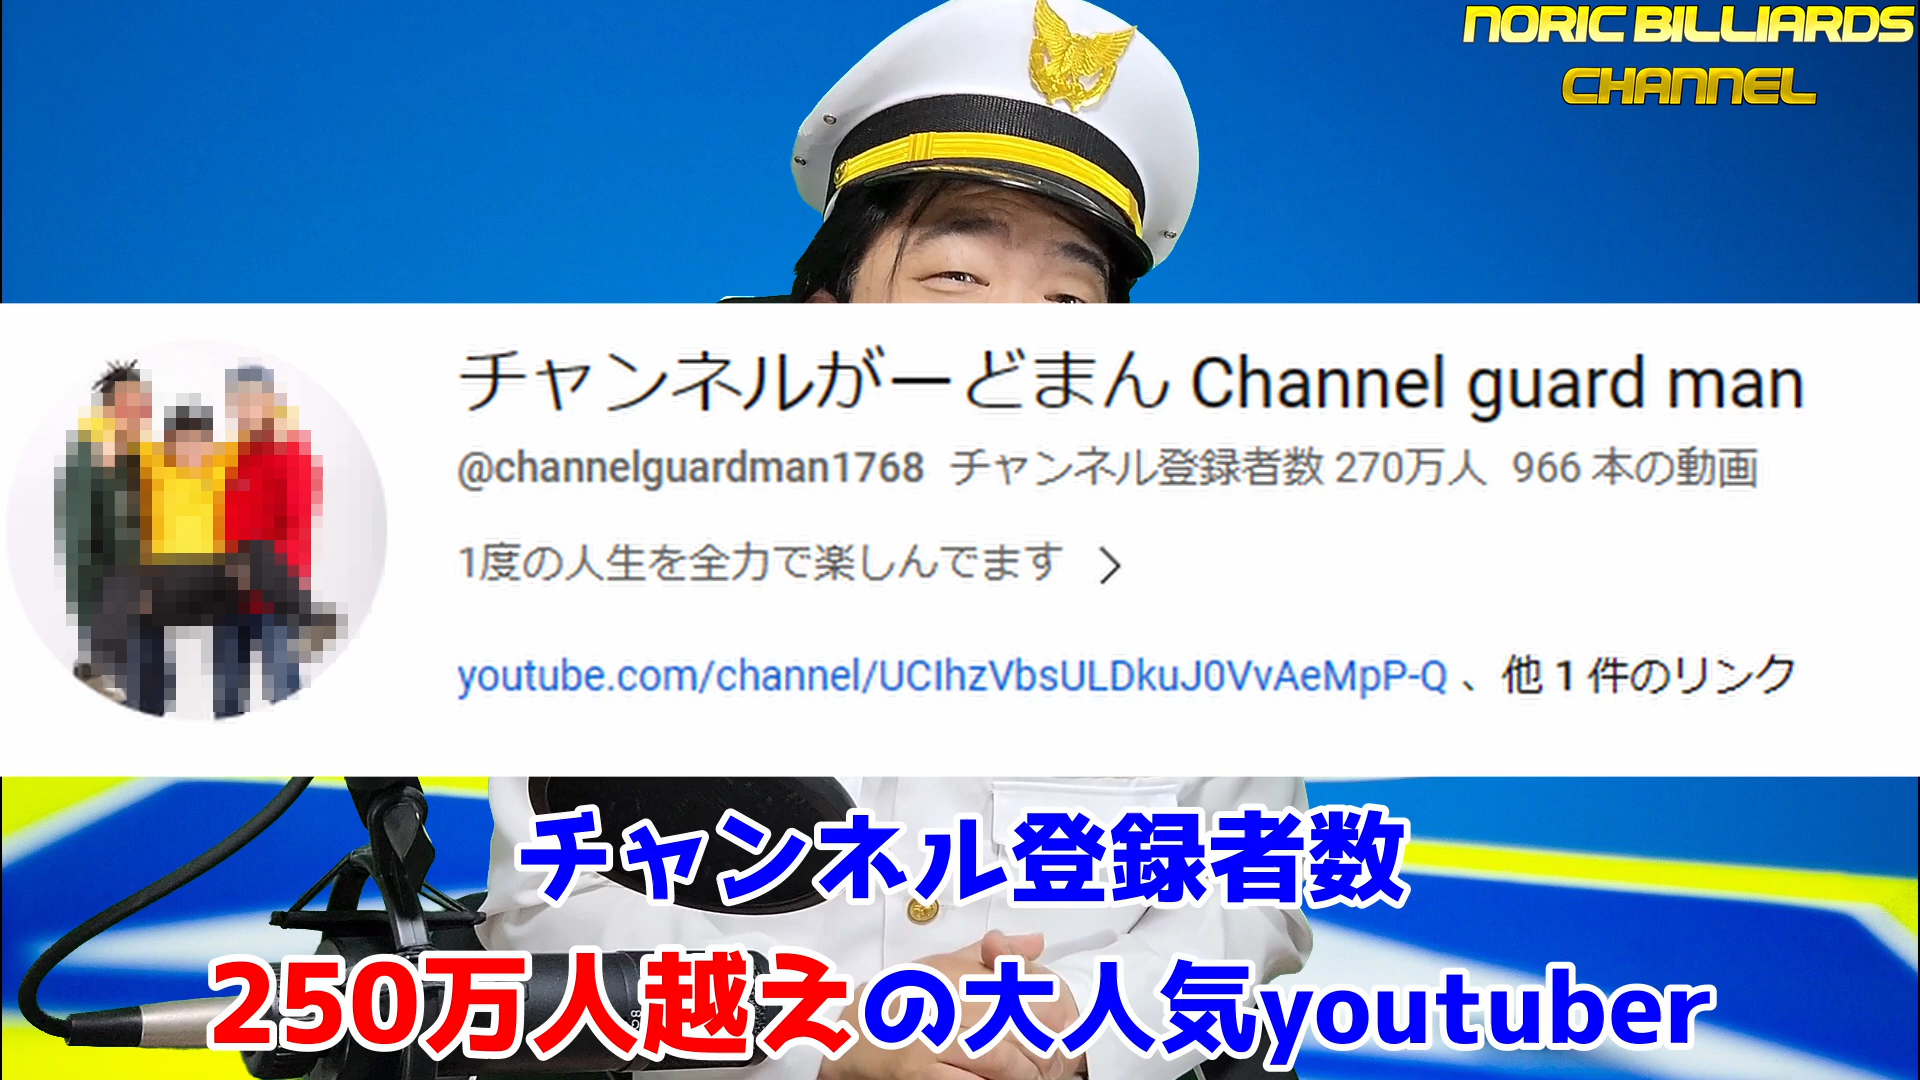 NORIC BILLIARDS
CHANNEL
チャンネルがーどまん Channel guard man
@channelguardman1768 チャンネル登録者数 270万人 966 本の動画
1度の人生を全力で楽しんでます
youtube.com/channel/UCIhzVbsULDkuJ0VvAeMpP-Q 、他 1 件のリンク
チャンネル登録者数
250万人越えの大人気youtuber